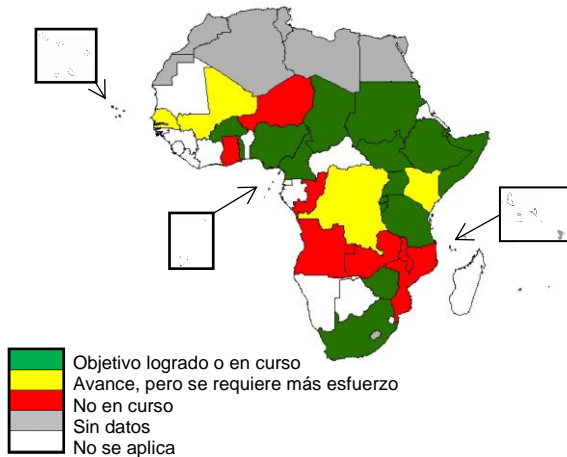 Objetivo logrado o en curso
Avance, pero se requiere más esfuerzo
No en curso
Sin datos
No se aplica